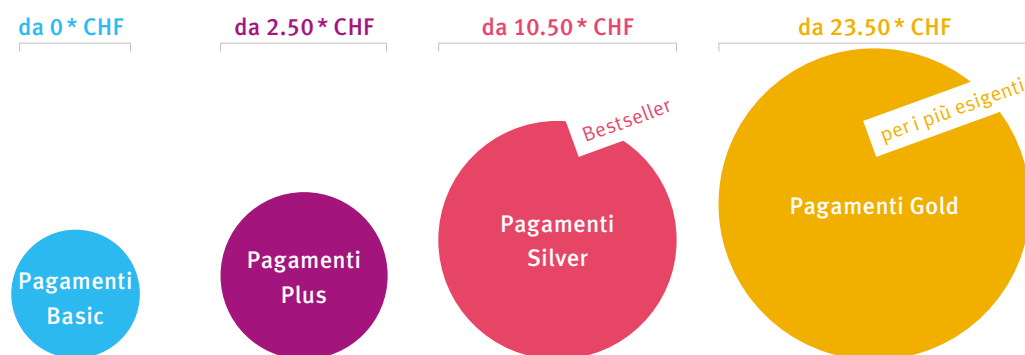 da 0* CHF
da 2.50* CHF
da 10.50* CHF
da 23.50* CHF
Bestseller
per i più esigenti
Pagamenti
Basic
Pagamenti
Plus
Pagamenti
Silver
Pagamenti Gold